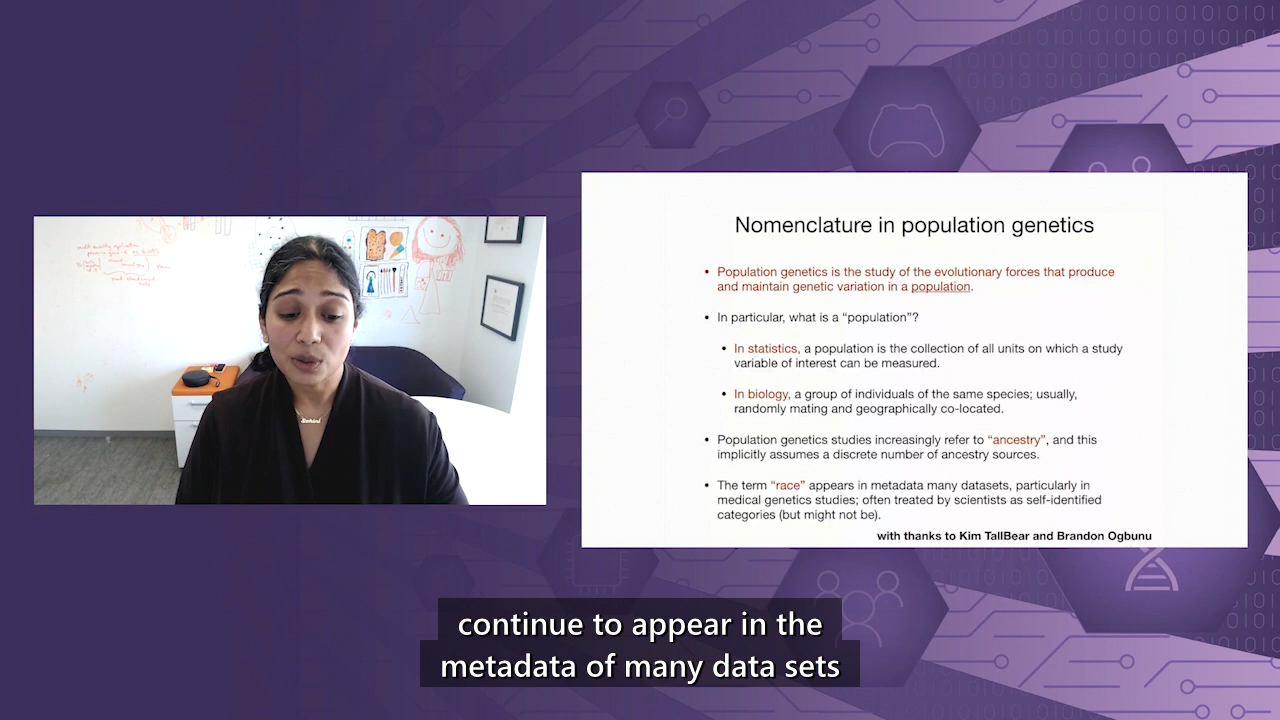 Nomenclature in population genetics
• Population genetics is the study of the evolutionary forces that produce
and maintain genetic variation in a population.
• In particular, what is a “population”?
• In statistics, a population is the collection of all units on which a study
variable of interest can be measured.
• In biology, a group of individuals of the same species; usually,
randomly mating and geographically co-located.
• Population genetics studies increasingly refer to “ancestry”, and this
implicitly assumes a discrete number of ancestry sources.
• The term “race” appears in metadata many datasets, particularly in
medical genetics studies; often treated by scientists as self-identified
categories (but might not be).
with thanks to Kim TallBear and Brandon Ogbunu
continue to appear in the
metadata of many data sets